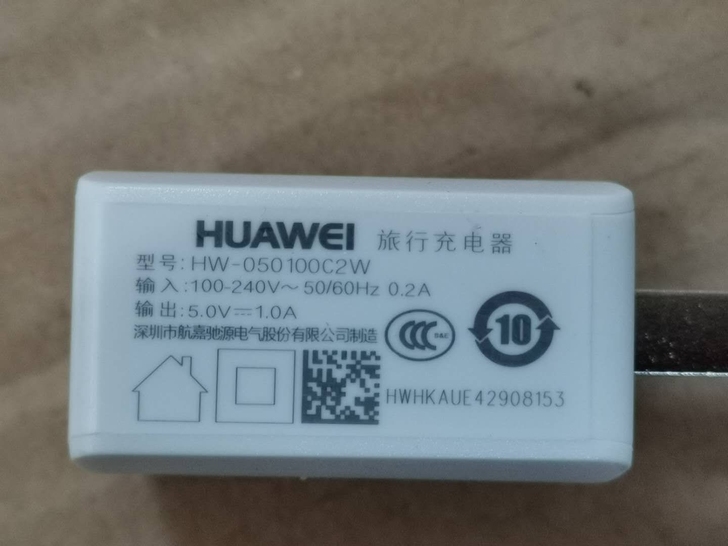 HUAWEI 旅行充电器
型号: HW-050100C2W
输入:100-240V~50/60Hz 0.2A
输出:5.0V⎓1.0A
深圳市航嘉驰源电气股份有限公司制造
CCC S&E
10
HWHKAUE42908153